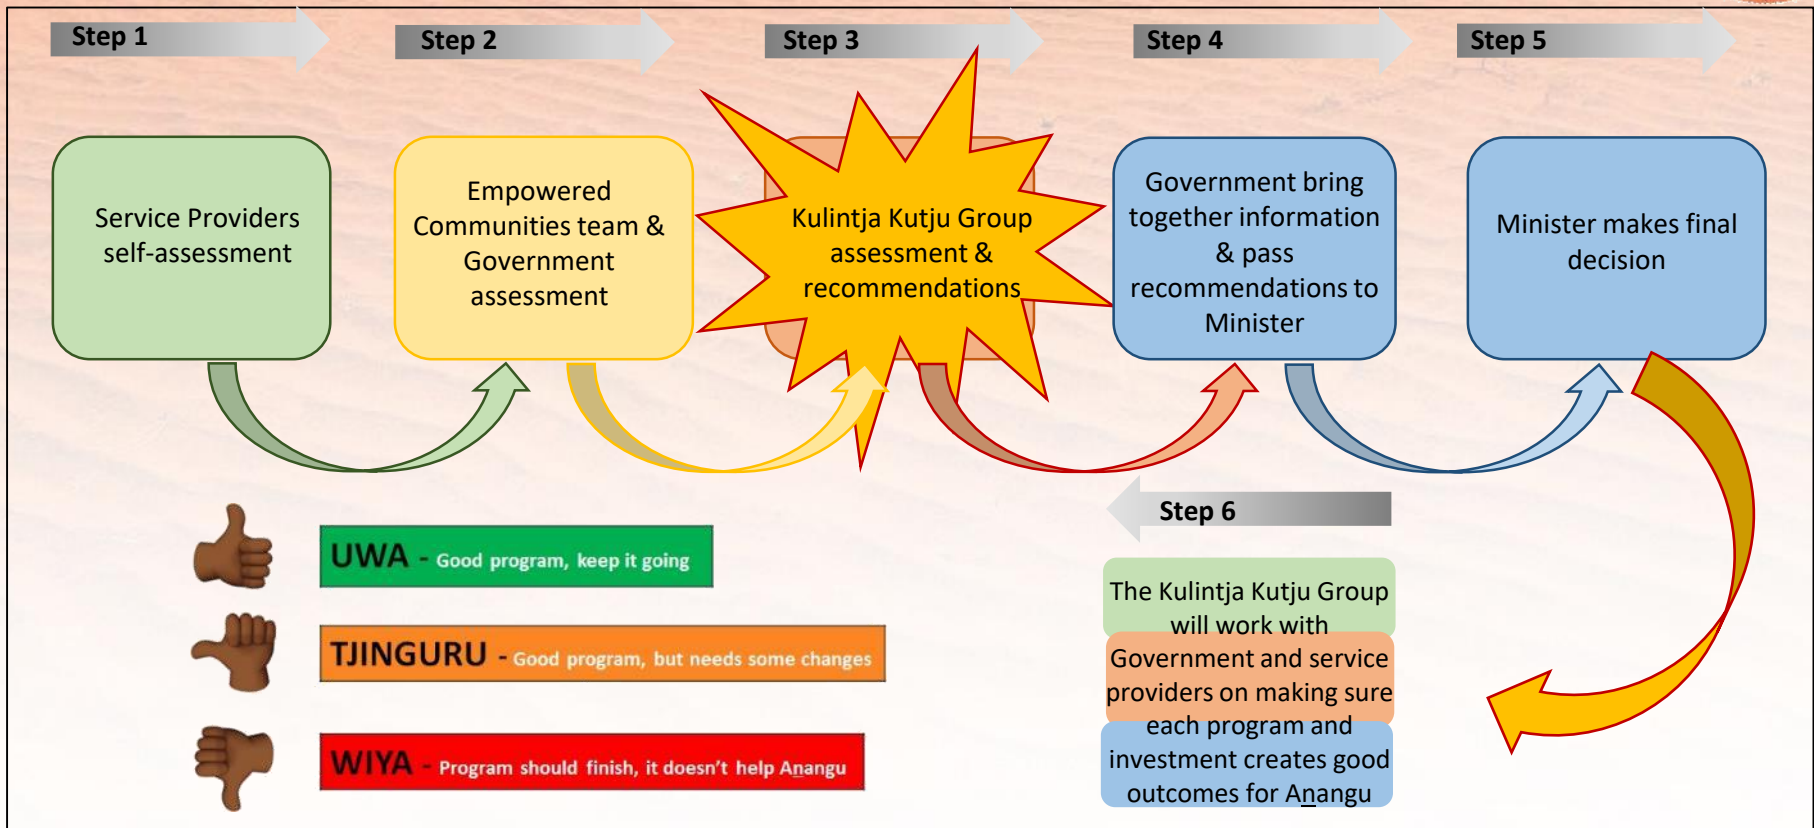 Step 1
Step 2
Step 3
Step 4
Step 5
Service Providers
self-assessment
Empowered
Communities team &
Government
assessment
Kulintja Kutju Group
assessment &
recommendations
Government bring
together information
& pass
recommendations to
Minister
Minister makes final
decision
Step 6
UWA - Good program, keep it going
TJINGURU - Good program, but needs some changes
WIYA - Program should finish, it doesn't help Aṉangu
The Kulintja Kutju Group
will work with
Government and service
providers on making sure
each program and
investment creates good
outcomes for Aṉangu